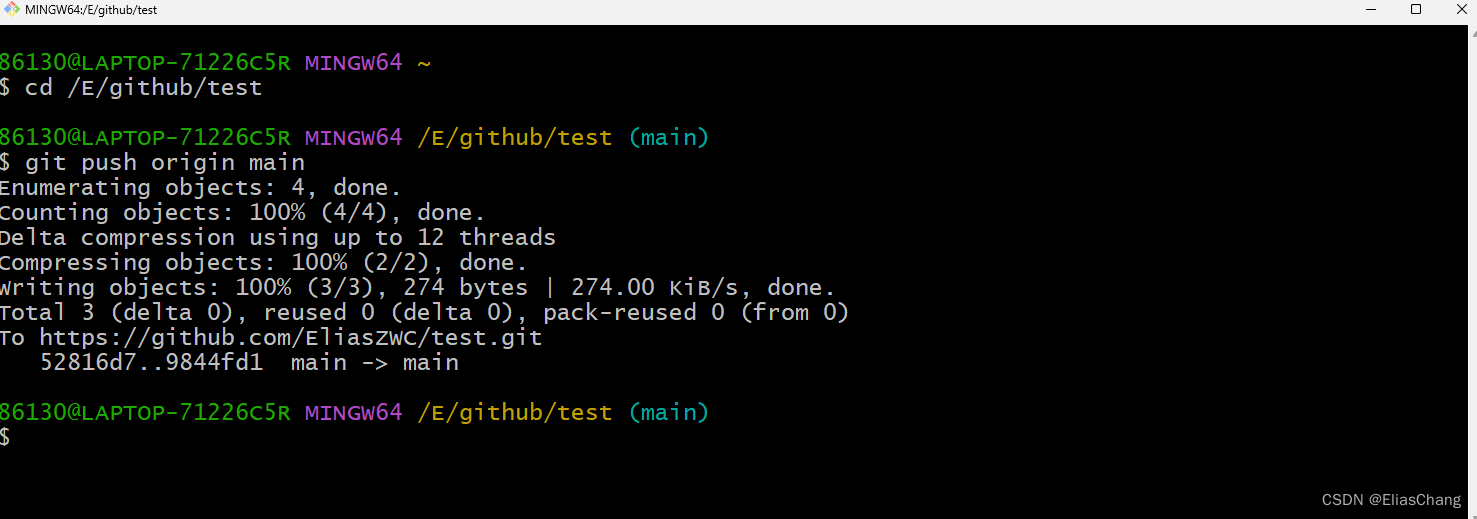 MINGW64:/E/github/test
86130@LAPTOP-71226C5R MINGW64 ~
$ cd /E/github/test
86130@LAPTOP-71226C5R MINGW64 /E/github/test (main)
$ git push origin main
Enumerating objects: 4, done.
Counting objects: 100% (4/4), done.
Delta compression using up to 12 threads
Compressing objects: 100% (2/2), done.
Writing objects: 100% (3/3), 274 bytes | 274.00 KiB/s, done.
Total 3 (delta 0), reused 0 (delta 0), pack-reused 0 (from 0)
To https://github.com/EliasZWC/test.git
52816d7..9844fd1  main -> main
86130@LAPTOP-71226C5R MINGW64 /E/github/test (main)
$
CSDN @EliasChang